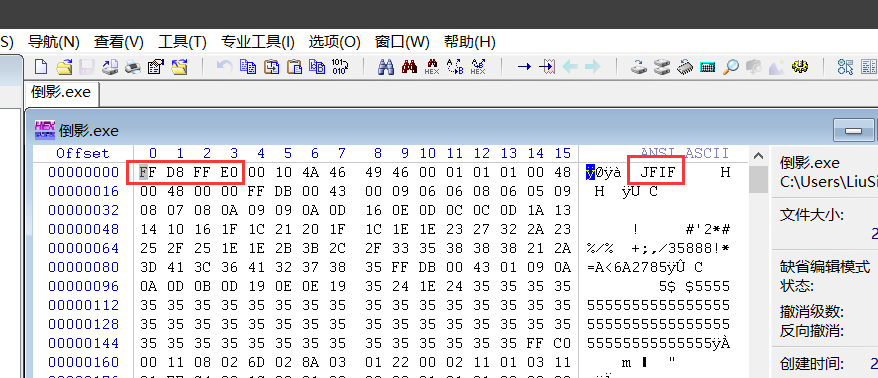 S) 导航(N) 查看(V) 工具(T) 专业工具(I) 选项(O) 窗口(W) 帮助(H)
倒影.exe
倒影.exe
Offset 0 1 2 3 4 5 6 7 8 9 10 11 12 13 14 15 ANSI ASCII
00000000 FF D8 FF E0 00 10 4A 46 49 46 00 01 01 01 00 48 ÿØÿà JFIF H
00000016 00 48 00 00 FF DB 00 43 00 09 06 06 08 06 05 09 H ÿÛ C
00000032 08 07 08 0A 09 09 0A 0D 16 0E 0D 0C 0C 0D 1A 13
00000048 14 10 16 1F 1C 21 20 1F 1C 1E 1E 23 27 32 2A 23 ! #'2*#
00000064 25 2F 25 1E 1E 2B 3B 2C 2F 33 35 38 38 38 21 2A %/% +;,/35888!*
00000080 3D 41 3C 36 41 32 37 38 35 FF DB 00 43 01 09 0A =A<6A2785ÿÛ C
00000096 0A 0D 0B 0D 19 0E 0E 19 35 24 1E 24 35 35 35 35 5$ $5555
00000112 35 35 35 35 35 35 35 35 35 35 35 35 35 35 35 35 5555555555555555
00000128 35 35 35 35 35 35 35 35 35 35 35 35 35 35 35 35 5555555555555555
00000144 35 35 35 35 35 35 35 35 35 35 35 35 35 35 FF C0 55555555555555ÿÀ
00000160 00 11 08 02 6D 02 8A 03 01 22 00 02 11 01 03 11 m "
倒影.exe
C:\Users\LiuSi
文件大小:
缺省编辑模式
状态:
撤消级数:
反向撤消:
创建时间: